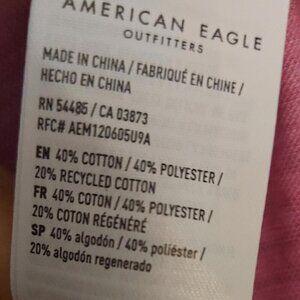 AMERICAN EAGLE
OUTFITTERS
MADE IN CHINA / FABRIQUÉ EN CHINE /
HECHO EN CHINA
RN 54485 / CA 03873
RFC# AEM120605U9A
EN 40% COTTON / 40% POLYESTER /
20% RECYCLED COTTON
FR 40% COTON / 40% POLYESTER /
20% COTON RÉGÉNÉRÉ
SP 40% algodón / 40% poliéster /
20% algodón regenerado